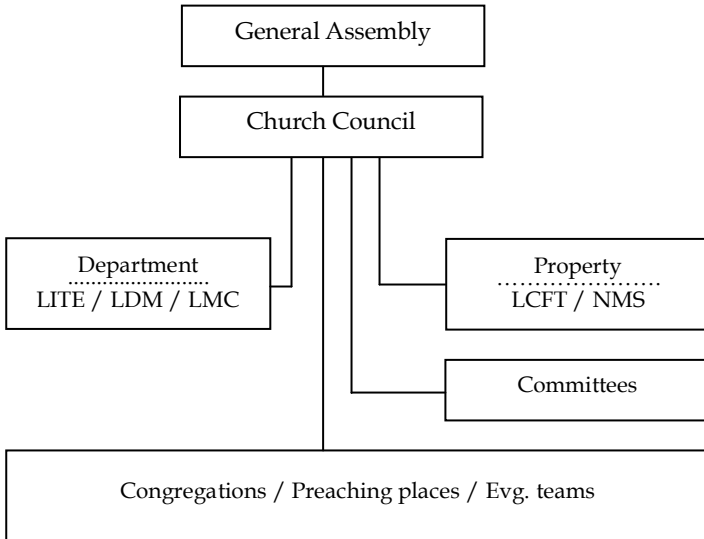 General Assembly
Church Council
Department
LITE / LDM / LMC
Property
LCFT / NMS
Committees
Congregations / Preaching places / Evg. teams